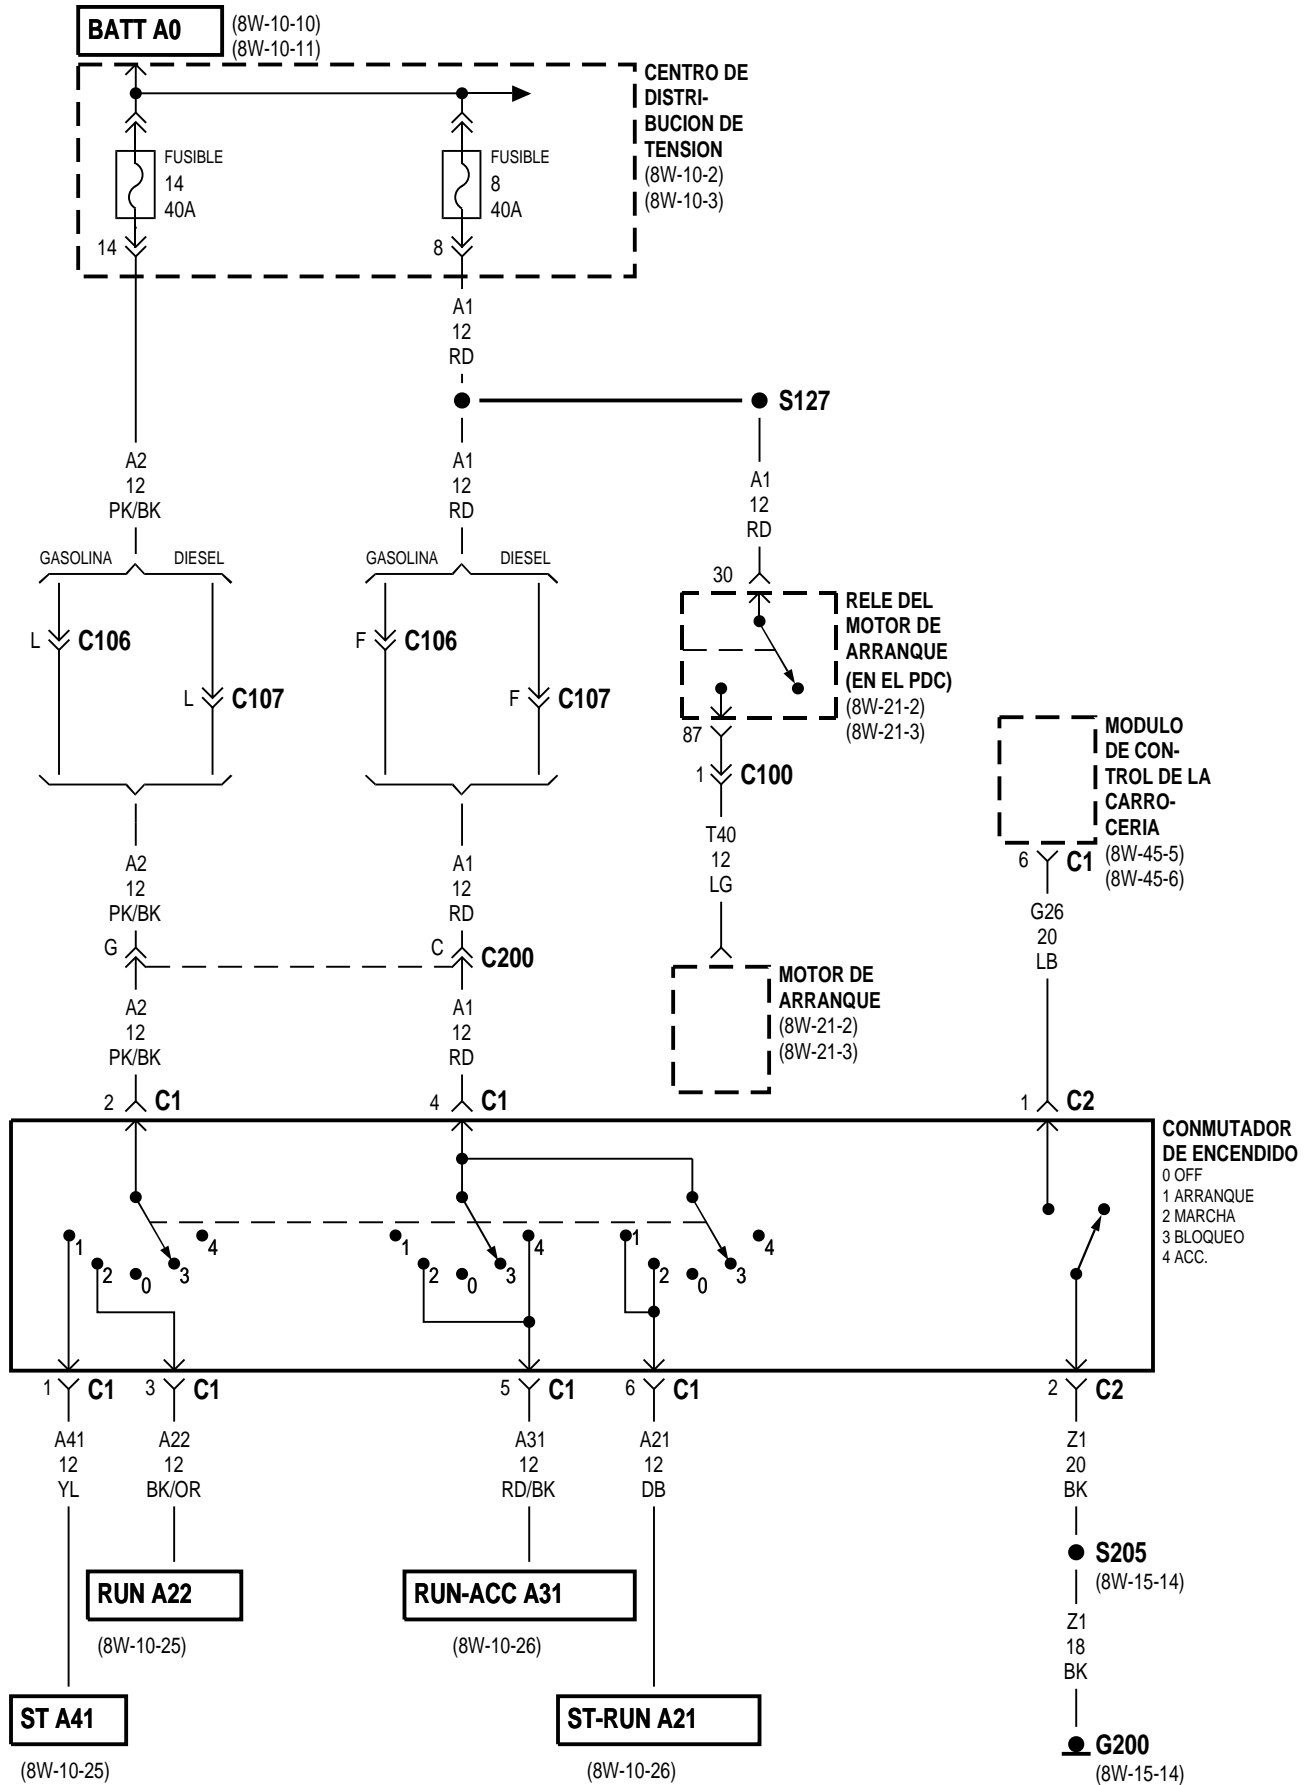 BATT A0
(8W-10-10)
(8W-10-11)
CENTRO DE
DISTRI-
BUCION DE
TENSION
(8W-10-2)
(8W-10-3)
FUSIBLE
14
40A
14
FUSIBLE
8
40A
8
A1
12
RD
S127
A2
12
PK/BK
A1
12
RD
A1
12
RD
GASOLINA
DIESEL
GASOLINA
DIESEL
L
C106
L
C107
F
C106
F
C107
30
RELE DEL
MOTOR DE
ARRANQUE
(EN EL PDC)
(8W-21-2)
(8W-21-3)
87
1
C100
MODULO
DE CON-
TROL DE LA
CARRO-
CERIA
(8W-45-5)
(8W-45-6)
6
C1
T40
12
LG
A2
12
PK/BK
A1
12
RD
G26
20
LB
G
C
C200
MOTOR DE
ARRANQUE
(8W-21-2)
(8W-21-3)
A2
12
PK/BK
A1
12
RD
2
C1
4
C1
1
C2
CONMUTADOR
DE ENCENDIDO
0 OFF
1 ARRANQUE
2 MARCHA
3 BLOQUEO
4 ACC.
1
2
0
3
4
1
2
0
3
4
1
2
0
3
4
1
C1
3
C1
5
C1
6
C1
2
C2
A41
12
YL
A22
12
BK/OR
A31
12
RD/BK
A21
12
DB
Z1
20
BK
S205
(8W-15-14)
RUN A22
(8W-10-25)
RUN-ACC A31
(8W-10-26)
Z1
18
BK
ST A41
(8W-10-25)
ST-RUN A21
(8W-10-26)
G200
(8W-15-14)